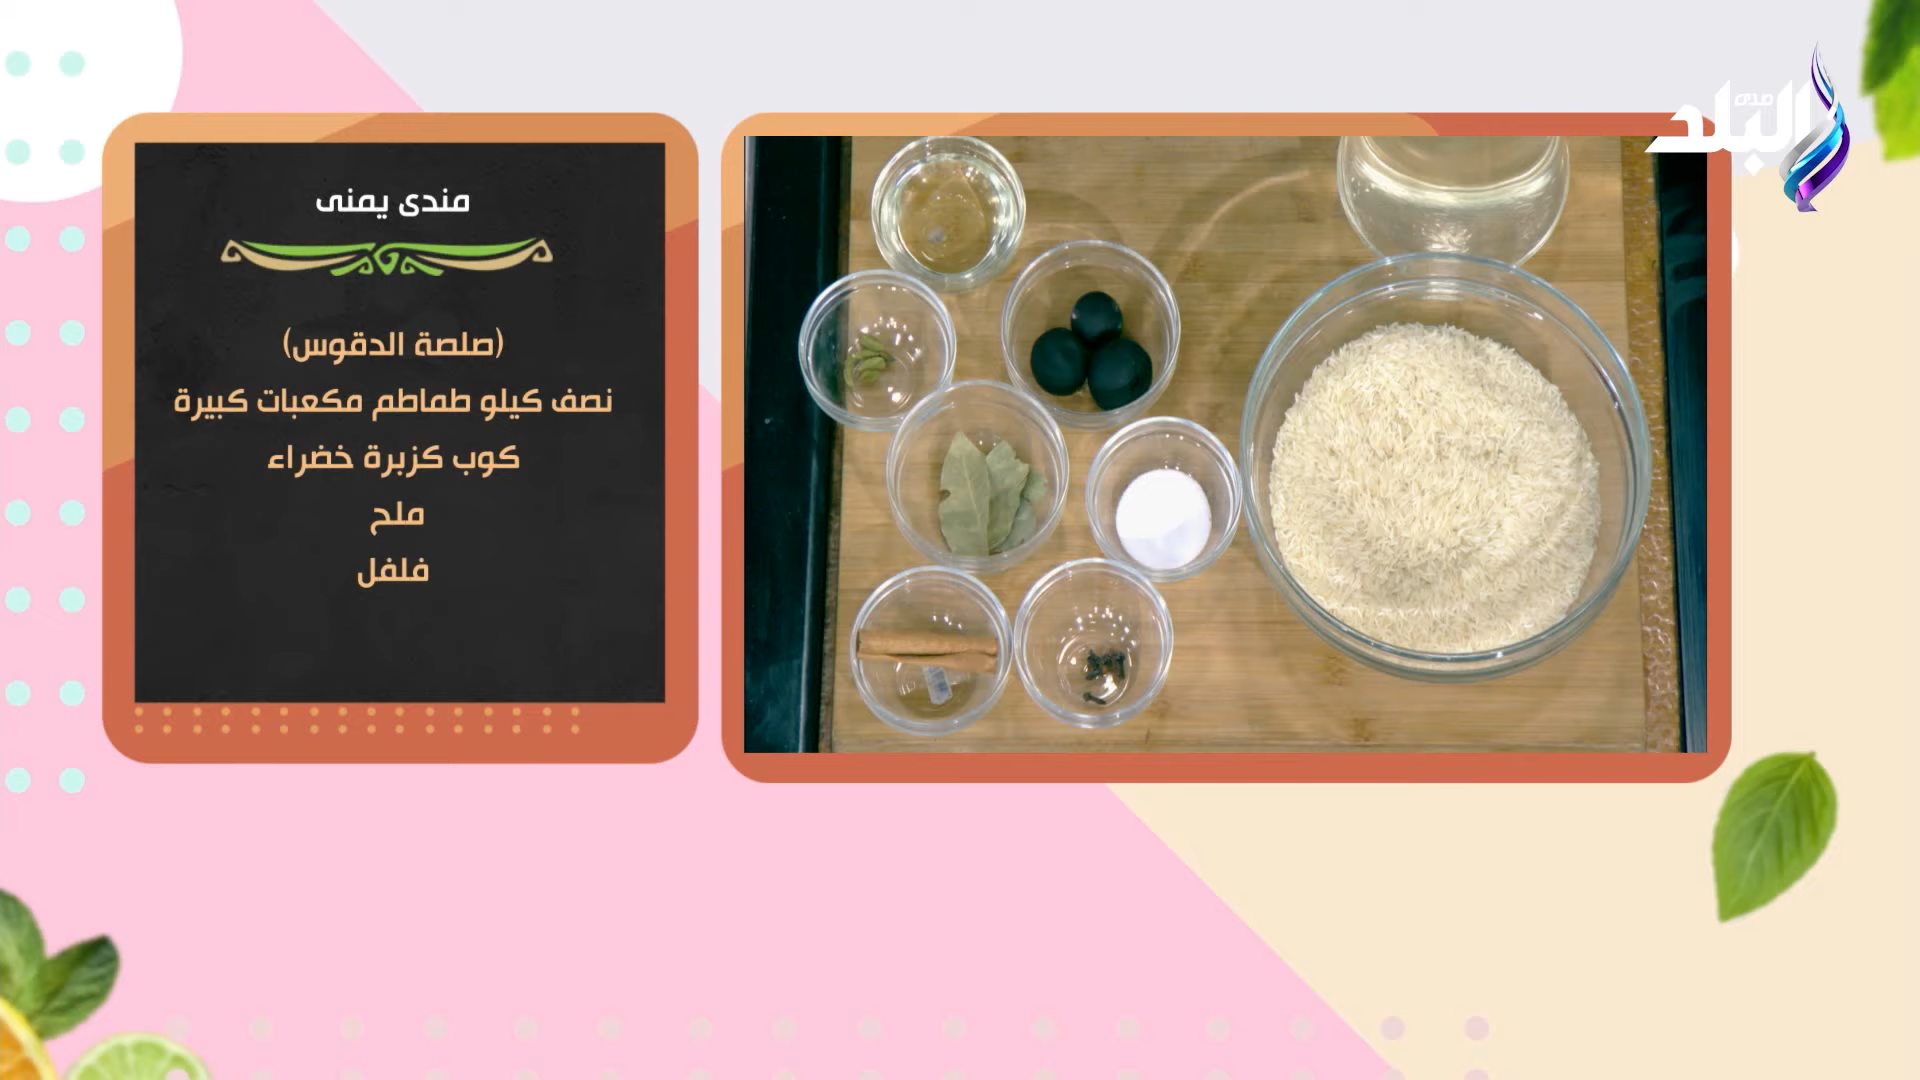 صدى
البلد
مندى يمنى
(صلصة الدقوس)
نصف كيلو طماطم مكعبات كبيرة
كوب كزبرة خضراء
ملح
فلفل